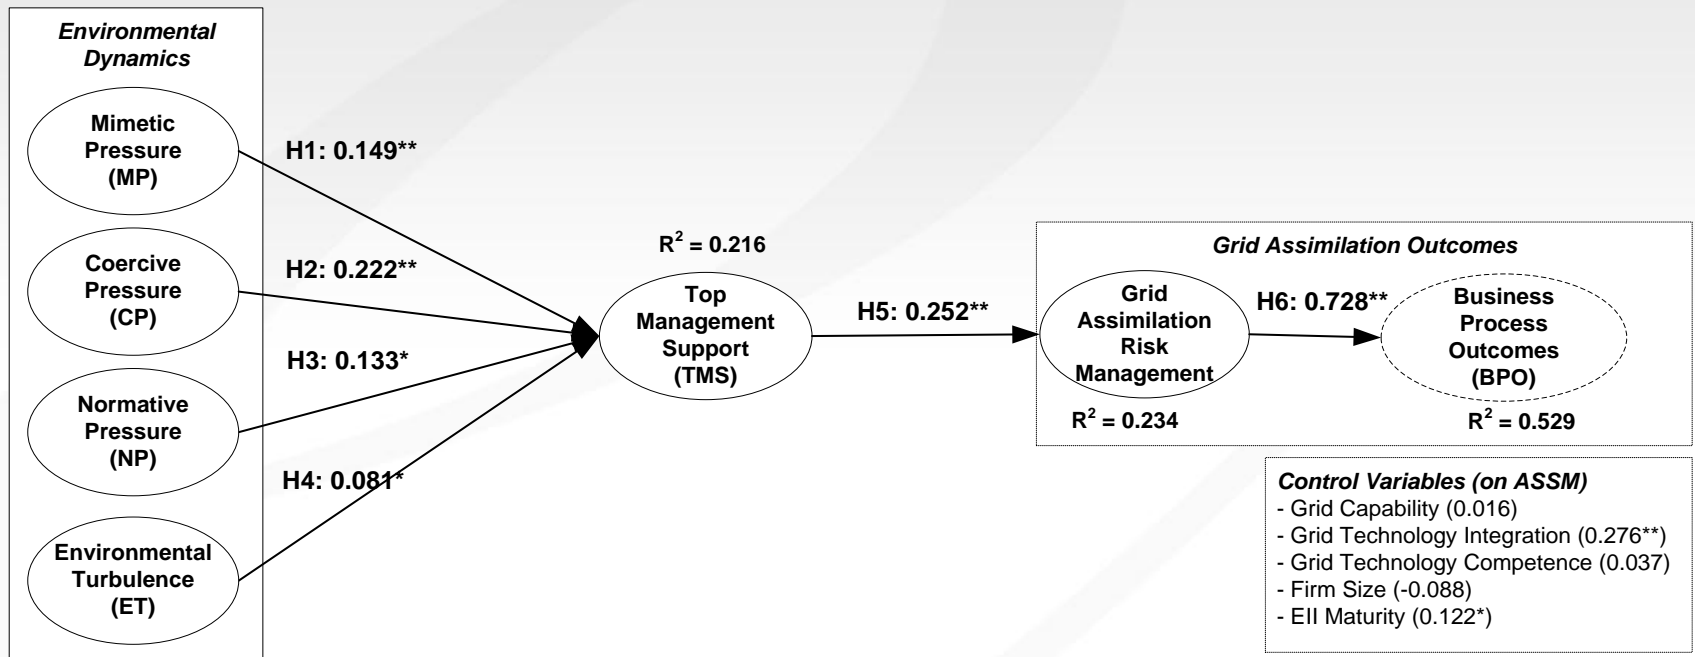 Environmental
Dynamics
Mimetic
Pressure
(MP)
Coercive
Pressure
(CP)
Normative
Pressure
(NP)
Environmental
Turbulence
(ET)
H1: 0.149**
H2: 0.222**
H3: 0.133*
H4: 0.081*
R² = 0.216
Top
Management
Support
(TMS)
H5: 0.252**
Grid Assimilation Outcomes
Grid
Assimilation
Risk
Management
R² = 0.234
H6: 0.728**
Business
Process
Outcomes
(BPO)
R² = 0.529
Control Variables (on ASSM)
- Grid Capability (0.016)
- Grid Technology Integration (0.276**)
- Grid Technology Competence (0.037)
- Firm Size (-0.088)
- EII Maturity (0.122*)